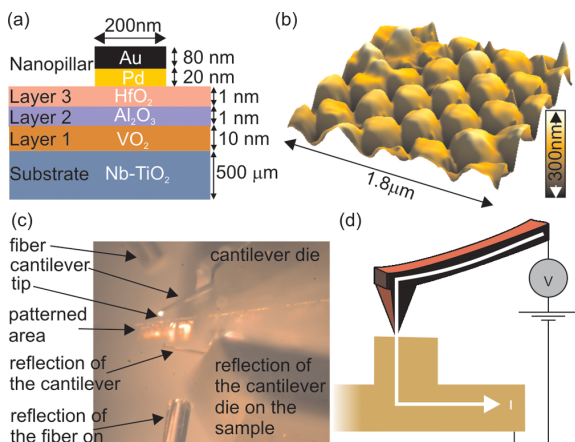 (a)
200nm
Nanopillar
Au
80 nm
Pd
20 nm
Layer 3
HfO₂
1 nm
Layer 2
Al₂O₃
1 nm
Layer 1
VO₂
10 nm
Substrate
Nb-TiO₂
500 μm
(b)
1.8μm
300nm
(c)
fiber
cantilever
tip
patterned
area
reflection of
the cantilever
reflection of
the fiber on
cantilever die
reflection of
the cantilever
die on the
sample
(d)
V
I